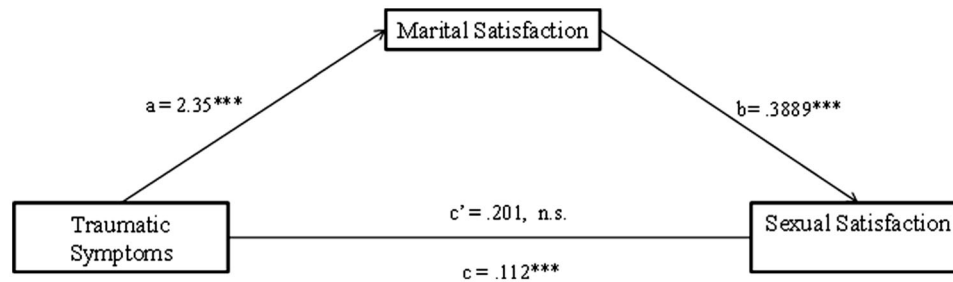 Marital Satisfaction
a = 2.35***
b= .3889***
Traumatic
Symptoms
c’ = .201, n.s.
Sexual Satisfaction
c = .112***